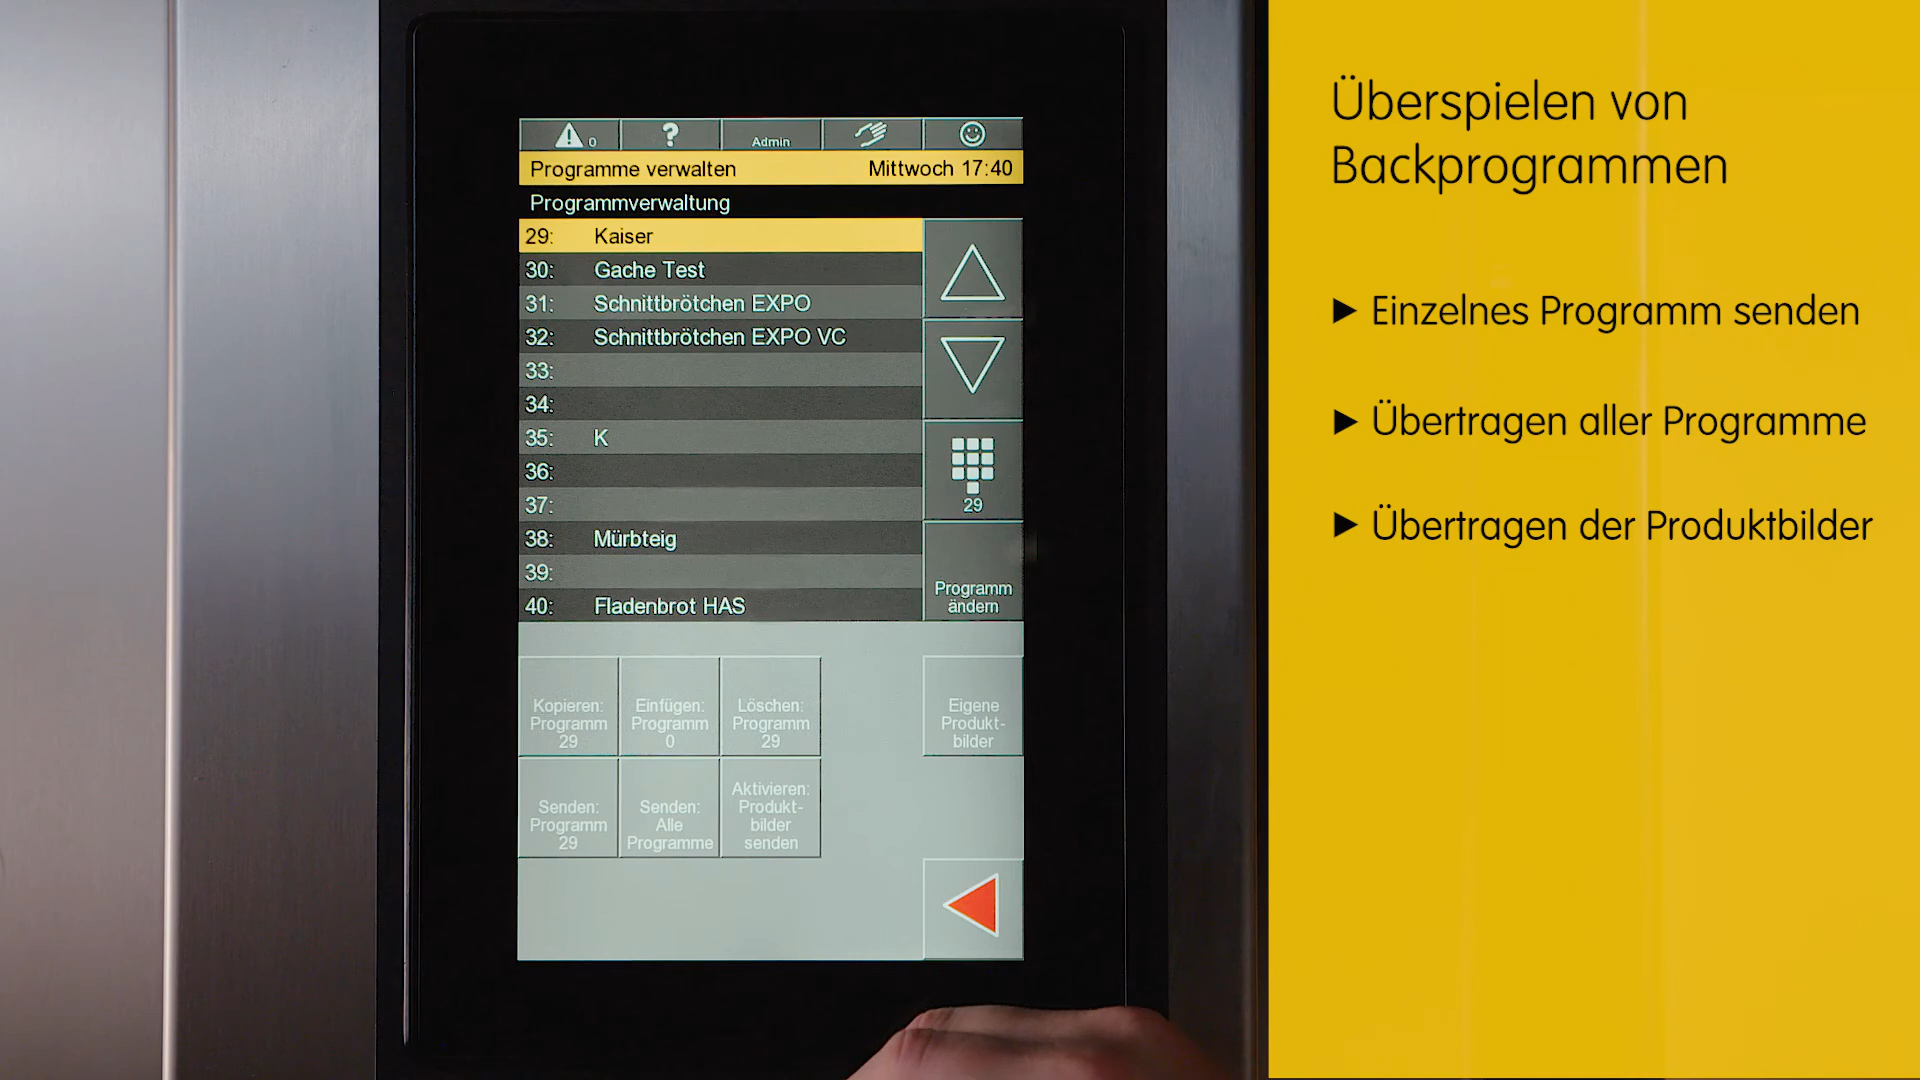 0
?
Admin
Programme verwalten Mittwoch 17:40
Programmverwaltung
29: Kaiser
30: Gache Test
31: Schnittbrötchen EXPO
32: Schnittbrötchen EXPO VC
33:
34:
35: K
36:
37:
38: Mürbteig
39:
40: Fladenbrot HAS
29
Programm
ändern
Kopieren:
Programm
29
Einfügen:
Programm
0
Löschen:
Programm
29
Eigene
Produkt-
bilder
Senden:
Programm
29
Senden:
Alle
Programme
Aktivieren:
Produkt-
bilder
senden
Überspielen von
Backprogrammen
► Einzelnes Programm senden
► Übertragen aller Programme
► Übertragen der Produktbilder